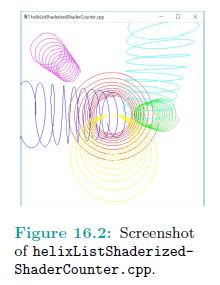 helixListShaderizedShaderCounter.cpp
Figure 16.2: Screenshot
of helixListShaderized-
ShaderCounter.cpp.